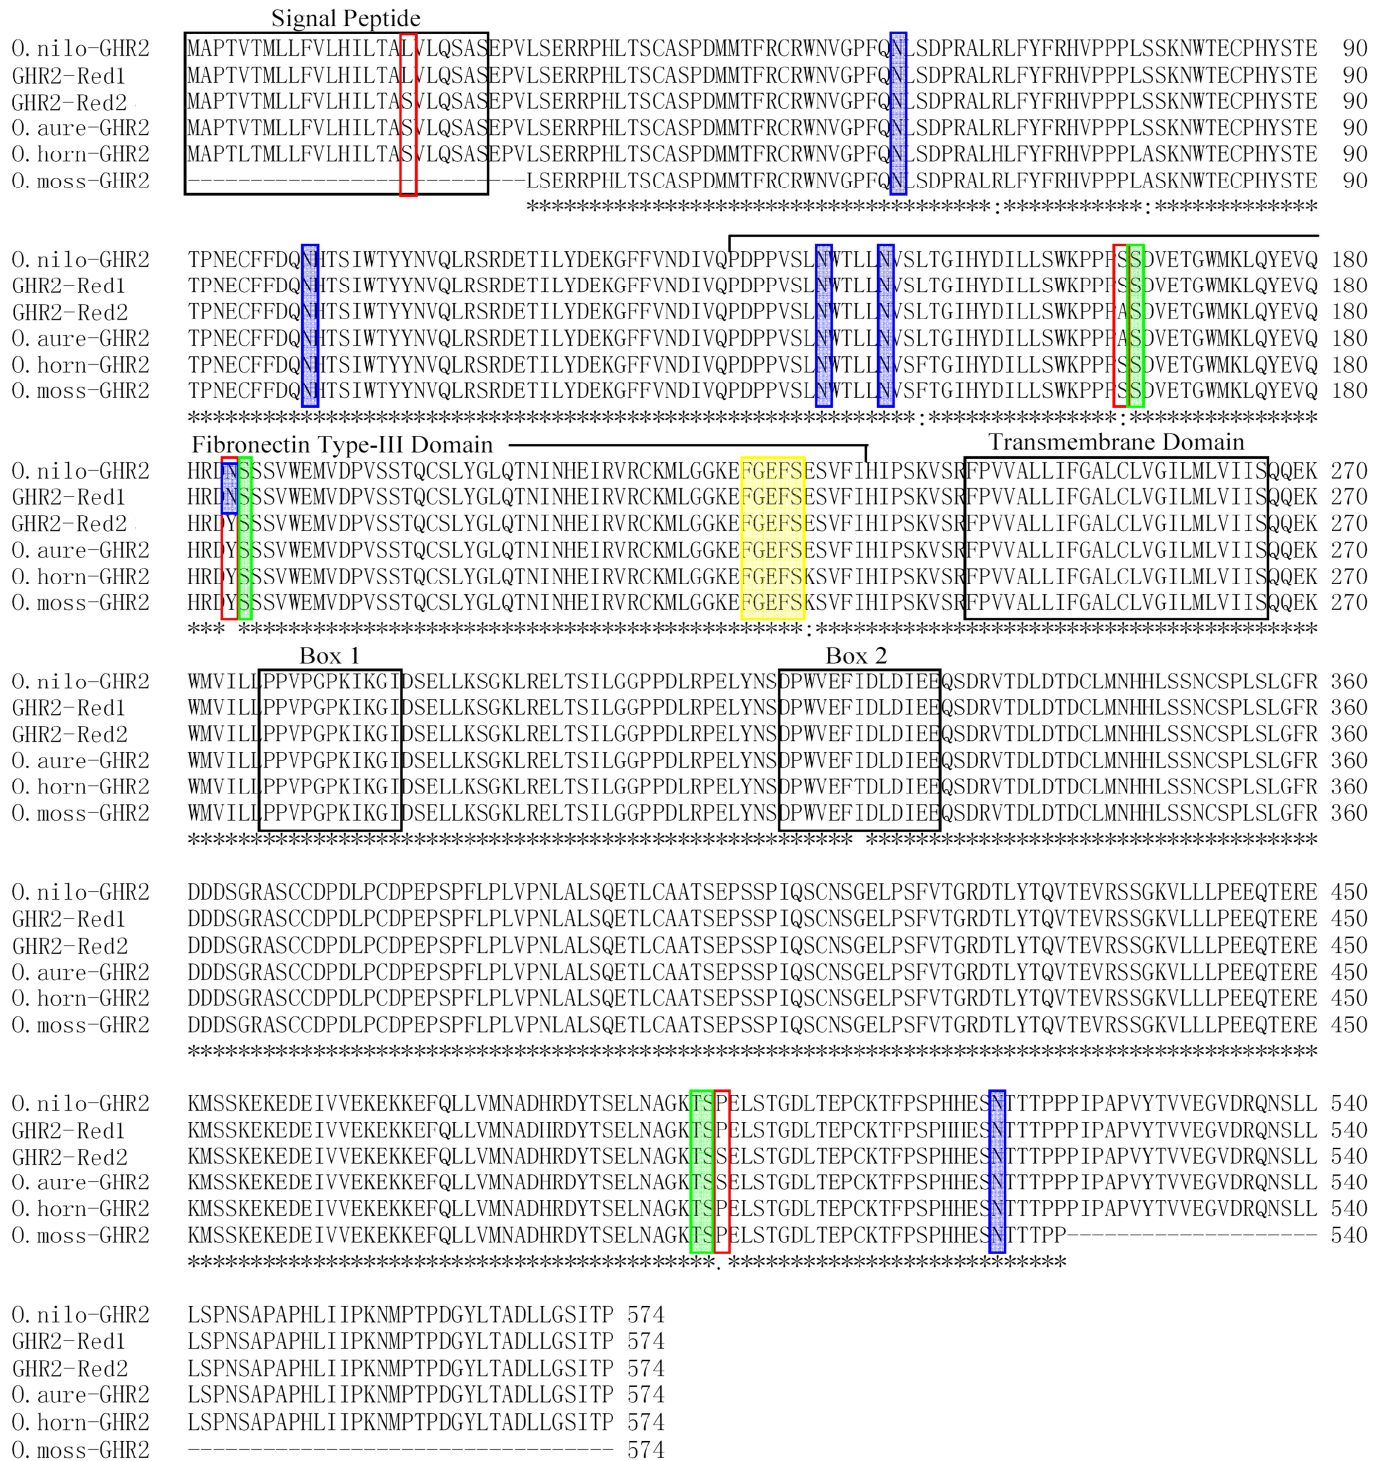 Signal Peptide
O.nilo-GHR2 MAPTVTMLLFVLHILTALVLQSASEPVLSERRPHLTSCASPDMMTFRCRWNVGPFQNLSDPRALRLFYFRHVPPPLSSKNWTECPHYSTE 90
GHR2-Red1 MAPTVTMLLFVLHILTALVLQSASEPVLSERRPHLTSCASPDMMTFRCRWNVGPFQNLSDPRALRLFYFRHVPPPLSSKNWTECPHYSTE 90
GHR2-Red2 MAPTVTMLLFVLHILTASVLQSASEPVLSERRPHLTSCASPDMMTFRCRWNVGPFQNLSDPRALRLFYFRHVPPPLSSKNWTECPHYSTE 90
O.aure-GHR2 MAPTVTMLLFVLHILTASVLQSASEPVLSERRPHLTSCASPDMMTFRCRWNVGPFQNLSDPRALRLFYFRHVPPPLSSKNWTECPHYSTE 90
O.horn-GHR2 MAPTLTMLLFVLHILTASVLQSASEPVLSERRPHLTSCASPDMMTFRCRWNVGPFQNLSDPRALHLFYFRHVPPPLASKNWTECPHYSTE 90
O.moss-GHR2 ---------------------------LSERRPHLTSCASPDMMTFRCRWNVGPFQNLSDPRALRLFYFRHVPPPLASKNWTECPHYSTE 90
*************************************:***********:*************
O.nilo-GHR2 TPNECFFDQNHTSIWTYYNVQLRSRDETILYDEKGFFVNDIVQPDPPVSLNWTLLNVSLTGIHYDILLSWKPPPSSDVETGWMKLQYEVQ 180
GHR2-Red1 TPNECFFDQNHTSIWTYYNVQLRSRDETILYDEKGFFVNDIVQPDPPVSLNWTLLNVSLTGIHYDILLSWKPPPSSDVETGWMKLQYEVQ 180
GHR2-Red2 TPNECFFDQNHTSIWTYYNVQLRSRDETILYDEKGFFVNDIVQPDPPVSLNWTLLNVSLTGIHYDILLSWKPPPASDVETGWMKLQYEVQ 180
O.aure-GHR2 TPNECFFDQNHTSIWTYYNVQLRSRDETILYDEKGFFVNDIVQPDPPVSLNWTLLNVSLTGIHYDILLSWKPPPASDVETGWMKLQYEVQ 180
O.horn-GHR2 TPNECFFDQNHTSIWTYYNVQLRSRDETILYDEKGFFVNDIVQPDPPVSLNWTLLNVSFTGIHYDILLSWKPPPSSDVETGWMKLQYEVQ 180
O.moss-GHR2 TPNECFFDQNHTSIWTYYNVQLRSRDETILYDEKGFFVNDIVQPDPPVSLNWTLLNVSFTGIHYDILLSWKPPPSSDVETGWMKLQYEVQ 180
**********************************************************:***************:***************
Fibronectin Type-III Domain Transmembrane Domain
O.nilo-GHR2 HRDNSSSVWEMVDPVSSTQCSLYGLQTNINHEIRVRCKMLGGKEFGEFSESVFIHIPSKVSRFPVVALLIFGALCLVGILMLVIISQQEK 270
GHR2-Red1 HRDNSSSVWEMVDPVSSTQCSLYGLQTNINHEIRVRCKMLGGKEFGEFSESVFIHIPSKVSRFPVVALLIFGALCLVGILMLVIISQQEK 270
GHR2-Red2 HRDYSSSVWEMVDPVSSTQCSLYGLQTNINHEIRVRCKMLGGKEFGEFSESVFIHIPSKVSRFPVVALLIFGALCLVGILMLVIISQQEK 270
O.aure-GHR2 HRDYSSSVWEMVDPVSSTQCSLYGLQTNINHEIRVRCKMLGGKEFGEFSESVFIHIPSKVSRFPVVALLIFGALCLVGILMLVIISQQEK 270
O.horn-GHR2 HRDYSSSVWEMVDPVSSTQCSLYGLQTNINHEIRVRCKMLGGKEFGEFSKSVFIHIPSKVSRFPVVALLIFGALCLVGILMLVIISQQEK 270
O.moss-GHR2 HRDYSSSVWEMVDPVSSTQCSLYGLQTNINHEIRVRCKMLGGKEFGEFSKSVFIHIPSKVSRFPVVALLIFGALCLVGILMLVIISQQEK 270
*** *********************************************:****************************************
Box 1 Box 2
O.nilo-GHR2 WMVILLPPVPGPKIKGIDSELLKSGKLRELTSILGGPPDLRPELYNSDPWVEFIDLDIEEQSDRVTDLDTDCLMNHHLSSNCSPLSLGFR 360
GHR2-Red1 WMVILLPPVPGPKIKGIDSELLKSGKLRELTSILGGPPDLRPELYNSDPWVEFIDLDIEEQSDRVTDLDTDCLMNHHLSSNCSPLSLGFR 360
GHR2-Red2 WMVILLPPVPGPKIKGIDSELLKSGKLRELTSILGGPPDLRPELYNSDPWVEFIDLDIEEQSDRVTDLDTDCLMNHHLSSNCSPLSLGFR 360
O.aure-GHR2 WMVILLPPVPGPKIKGIDSELLKSGKLRELTSILGGPPDLRPELYNSDPWVEFIDLDIEEQSDRVTDLDTDCLMNHHLSSNCSPLSLGFR 360
O.horn-GHR2 WMVILLPPVPGPKIKGIDSELLKSGKLRELTSILGGPPDLRPELYNSDPWVEFIDLDIEEQSDRVTDLDTDCLMNHHLSSNCSPLSLGFR 360
O.moss-GHR2 WMVILLPPVPGPKIKGIDSELLKSGKLRELTSILGGPPDLRPELYNSDPWVEFTDLDIEEQSDRVTDLDTDCLMNHHLSSNCSPLSLGFR 360
***************************************************** ************************************
O.nilo-GHR2 DDDSGRASCCDPDLPCDPEPSPFLPLVPNLALSQETLCAATSEPSSPIQSCNSGELPSFVTGRDTLYTQVTEVRSSGKVLLLPEEQTERE 450
GHR2-Red1 DDDSGRASCCDPDLPCDPEPSPFLPLVPNLALSQETLCAATSEPSSPIQSCNSGELPSFVTGRDTLYTQVTEVRSSGKVLLLPEEQTERE 450
GHR2-Red2 DDDSGRASCCDPDLPCDPEPSPFLPLVPNLALSQETLCAATSEPSSPIQSCNSGELPSFVTGRDTLYTQVTEVRSSGKVLLLPEEQTERE 450
O.aure-GHR2 DDDSGRASCCDPDLPCDPEPSPFLPLVPNLALSQETLCAATSEPSSPIQSCNSGELPSFVTGRDTLYTQVTEVRSSGKVLLLPEEQTERE 450
O.horn-GHR2 DDDSGRASCCDPDLPCDPEPSPFLPLVPNLALSQETLCAATSEPSSPIQSCNSGELPSFVTGRDTLYTQVTEVRSSGKVLLLPEEQTERE 450
O.moss-GHR2 DDDSGRASCCDPDLPCDPEPSPFLPLVPNLALSQETLCAATSEPSSPIQSCNSGELPSFVTGRDTLYTQVTEVRSSGKVLLLPEEQTERE 450
******************************************************************************************
O.nilo-GHR2 KMSSKEKEDEIVVEKEKKEFQLLVMNADHRDYTSELNAGKTSPELSTGDLTEPCKTFPSPHHESNTTTPPPIPAPVYTVVEGVDRQNSLL 540
GHR2-Red1 KMSSKEKEDEIVVEKEKKEFQLLVMNADHRDYTSELNAGKTSPELSTGDLTEPCKTFPSPHHESNTTTPPPIPAPVYTVVEGVDRQNSLL 540
GHR2-Red2 KMSSKEKEDEIVVEKEKKEFQLLVMNADHRDYTSELNAGKTSSELSTGDLTEPCKTFPSPHHESNTTTPPPIPAPVYTVVEGVDRQNSLL 540
O.aure-GHR2 KMSSKEKEDEIVVEKEKKEFQLLVMNADHRDYTSELNAGKTSSELSTGDLTEPCKTFPSPHHESNTTTPPPIPAPVYTVVEGVDRQNSLL 540
O.horn-GHR2 KMSSKEKEDEIVVEKEKKEFQLLVMNADHRDYTSELNAGKTSPELSTGDLTEPCKTFPSPHHESNTTTPPPIPAPVYTVVEGVDRQNSLL 540
O.moss-GHR2 KMSSKEKEDEIVVEKEKKEFQLLVMNADHRDYTSELNAGKTSPELSTGDLTEPCKTFPSPHHESNTTTPP-------------------- 540
******************************************.***************************
O.nilo-GHR2 LSPNSAPAPHLIIPKNMPTPDGYLTADLLGSITP 574
GHR2-Red1 LSPNSAPAPHLIIPKNMPTPDGYLTADLLGSITP 574
GHR2-Red2 LSPNSAPAPHLIIPKNMPTPDGYLTADLLGSITP 574
O.aure-GHR2 LSPNSAPAPHLIIPKNMPTPDGYLTADLLGSITP 574
O.horn-GHR2 LSPNSAPAPHLIIPKNMPTPDGYLTADLLGSITP 574
O.moss-GHR2 ---------------------------------- 574